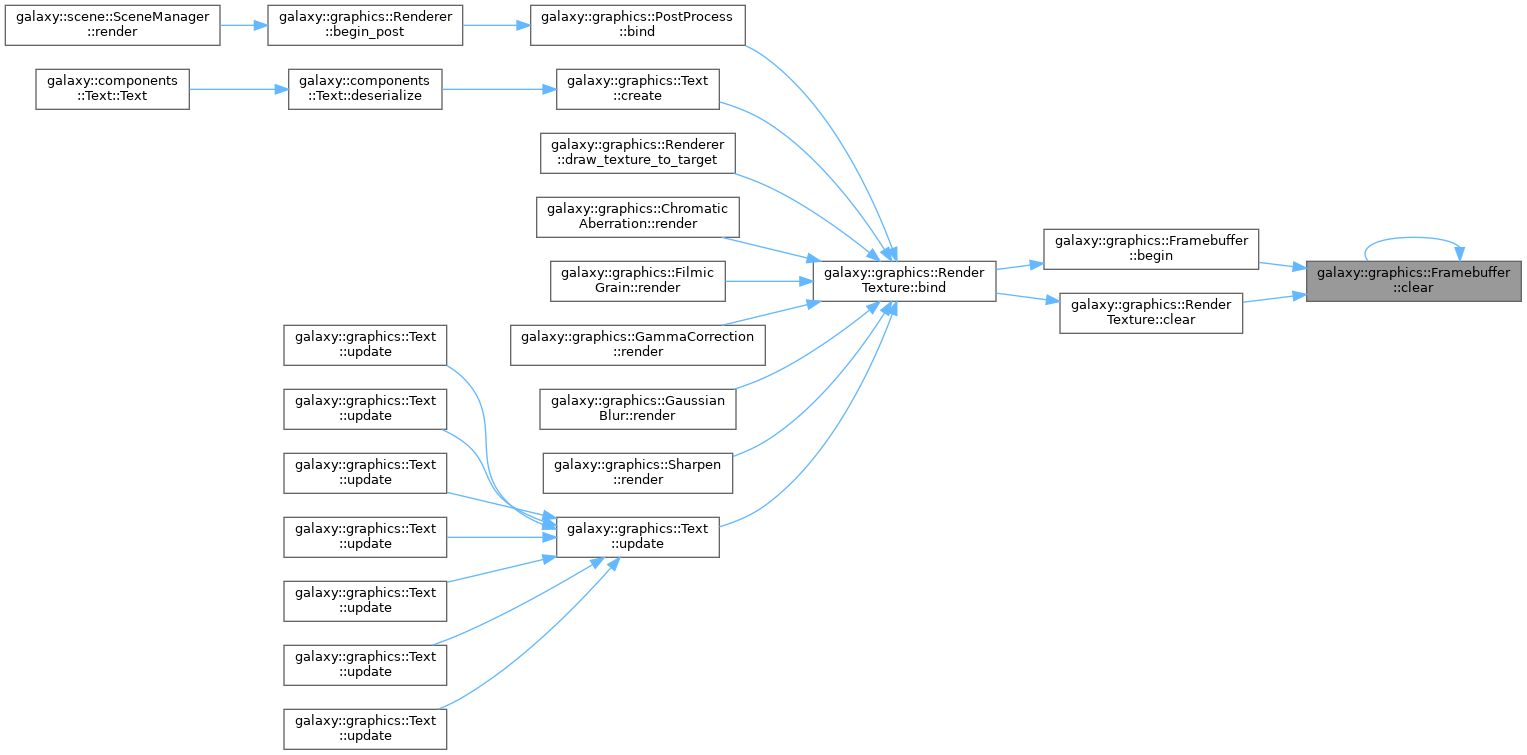 galaxy::scene::SceneManager
::render
galaxy::graphics::Renderer
::begin_post
galaxy::graphics::PostProcess
::bind
galaxy::components
::Text::Text
galaxy::components
::Text::deserialize
galaxy::graphics::Text
::create
galaxy::graphics::Renderer
::draw_texture_to_target
galaxy::graphics::Chromatic
Aberration::render
galaxy::graphics::Filmic
Grain::render
galaxy::graphics::GammaCorrection
::render
galaxy::graphics::Gaussian
Blur::render
galaxy::graphics::Sharpen
::render
galaxy::graphics::Text
::update
galaxy::graphics::Text
::update
galaxy::graphics::Text
::update
galaxy::graphics::Text
::update
galaxy::graphics::Text
::update
galaxy::graphics::Text
::update
galaxy::graphics::Text
::update
galaxy::graphics::Text
::update
galaxy::graphics::Render
Texture::bind
galaxy::graphics::Framebuffer
::begin
galaxy::graphics::Render
Texture::clear
galaxy::graphics::Framebuffer
::clear